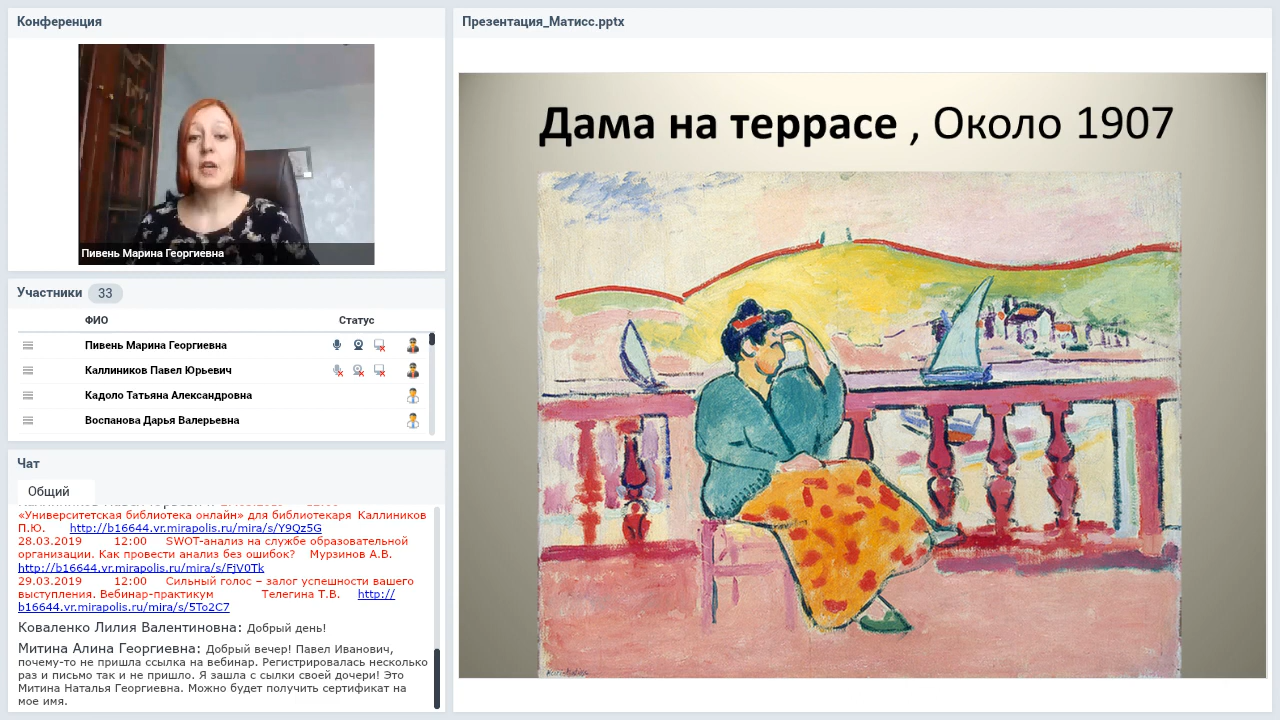 Конференция
Пивень Марина Георгиевна
Участники 33
ФИО Статус
Пивень Марина Георгиевна
Каллиников Павел Юрьевич
Кадоло Татьяна Александровна
Воспанова Дарья Валерьевна
Чат
Общий
«Университетская библиотека онлайн» для библиотекаря Каллиников
П.Ю. http://b16644.vr.mirapolis.ru/mira/s/Y9Qz5G
28.03.2019 12:00 SWOT-анализ на службе образовательной
организации. Как провести анализ без ошибок? Мурзинов А.В.
http://b16644.vr.mirapolis.ru/mira/s/FjV0Tk
29.03.2019 12:00 Сильный голос – залог успешности вашего
выступления. Вебинар-практикум Телегина Т.В. http://
b16644.vr.mirapolis.ru/mira/s/5To2C7
Коваленко Лилия Валентиновна: Добрый день!
Митина Алина Георгиевна: Добрый вечер! Павел Иванович,
почему-то не пришла ссылка на вебинар. Регистрировалась несколько
раз и письмо так и не пришло. Я зашла с сылки своей дочери! Это
Митина Наталья Георгиевна. Можно будет получить сертификат на
мое имя.
Презентация_Матисс.pptx
Дама на террасе , Около 1907